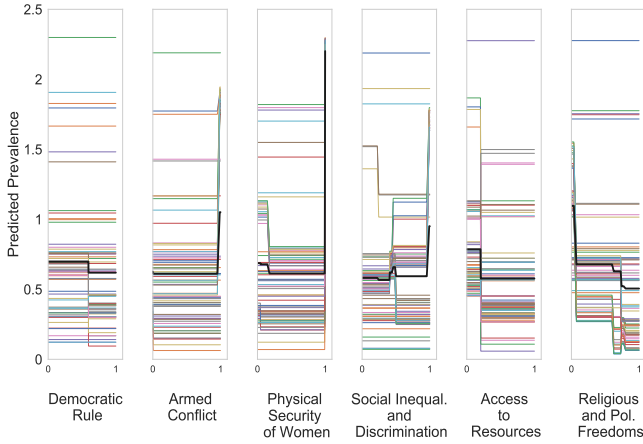 2.5
2
1.5
1
0.5
0
Predicted Prevalence
0 1 0 1 0 1 0 1 0 1 0 1
Democratic Rule
Armed Conflict
Physical Security of Women
Social Inequal. and Discrimination
Access to Resources
Religious and Pol. Freedoms